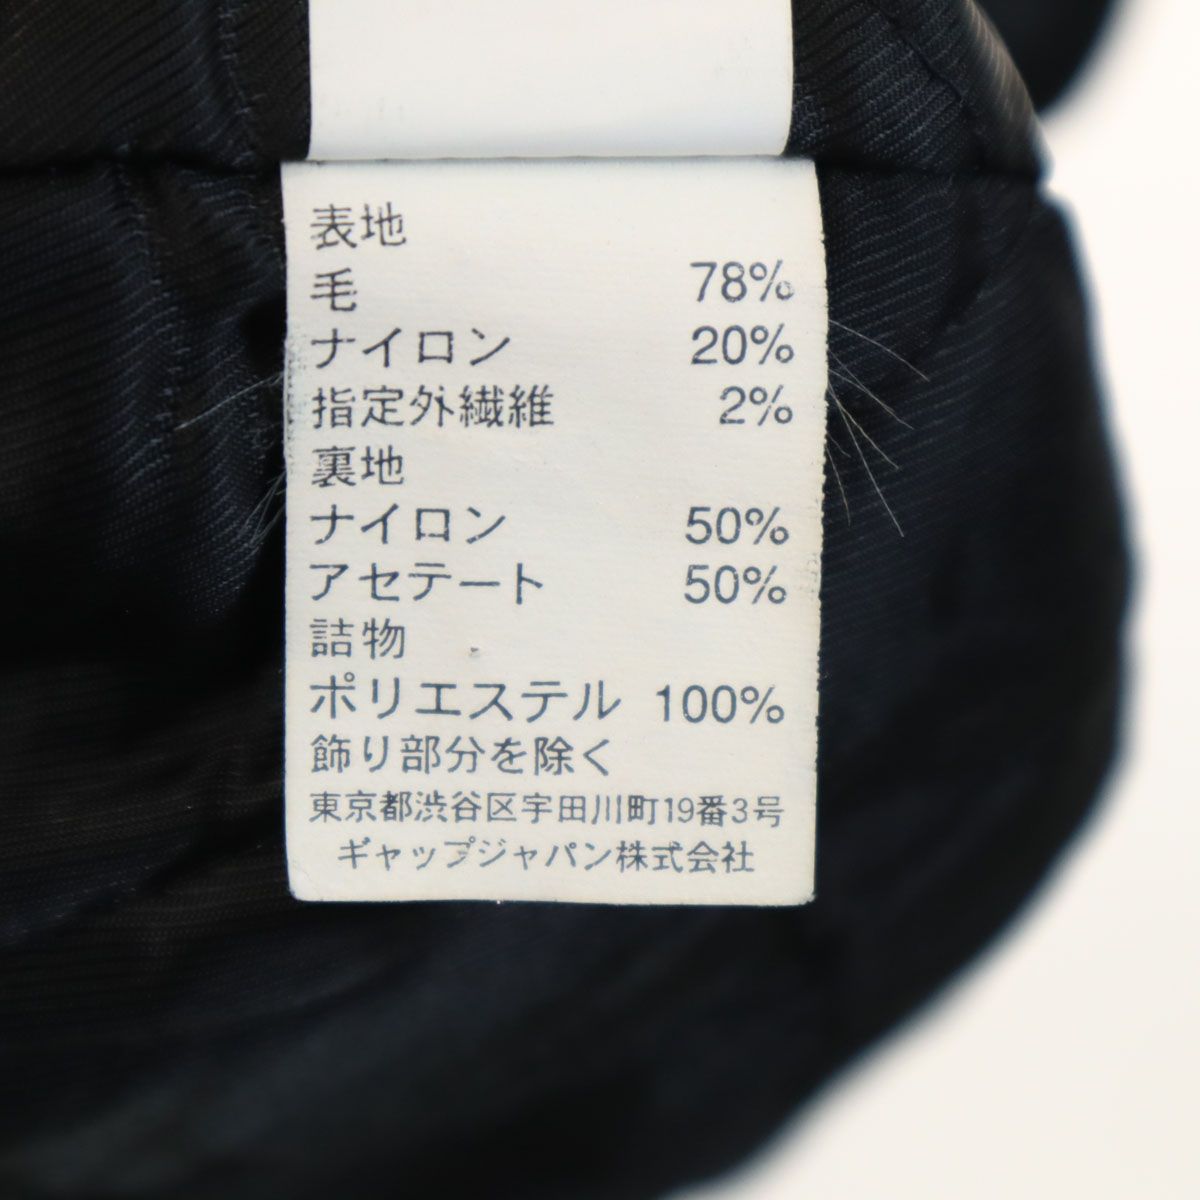 表地
毛 78%
ナイロン 20%
指定外繊維 2%
裏地
ナイロン 50%
アセテート 50%
詰物
ポリエステル 100%
飾り部分を除く
東京都渋谷区宇田川町19番3号
ギャップジャパン株式会社